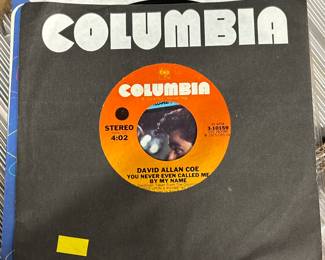 COLUMBIA
COLUMBIA
STEREO
4:02
3-10159
DAVID ALLAN COE
YOU NEVER EVEN CALLED ME
BY MY NAME